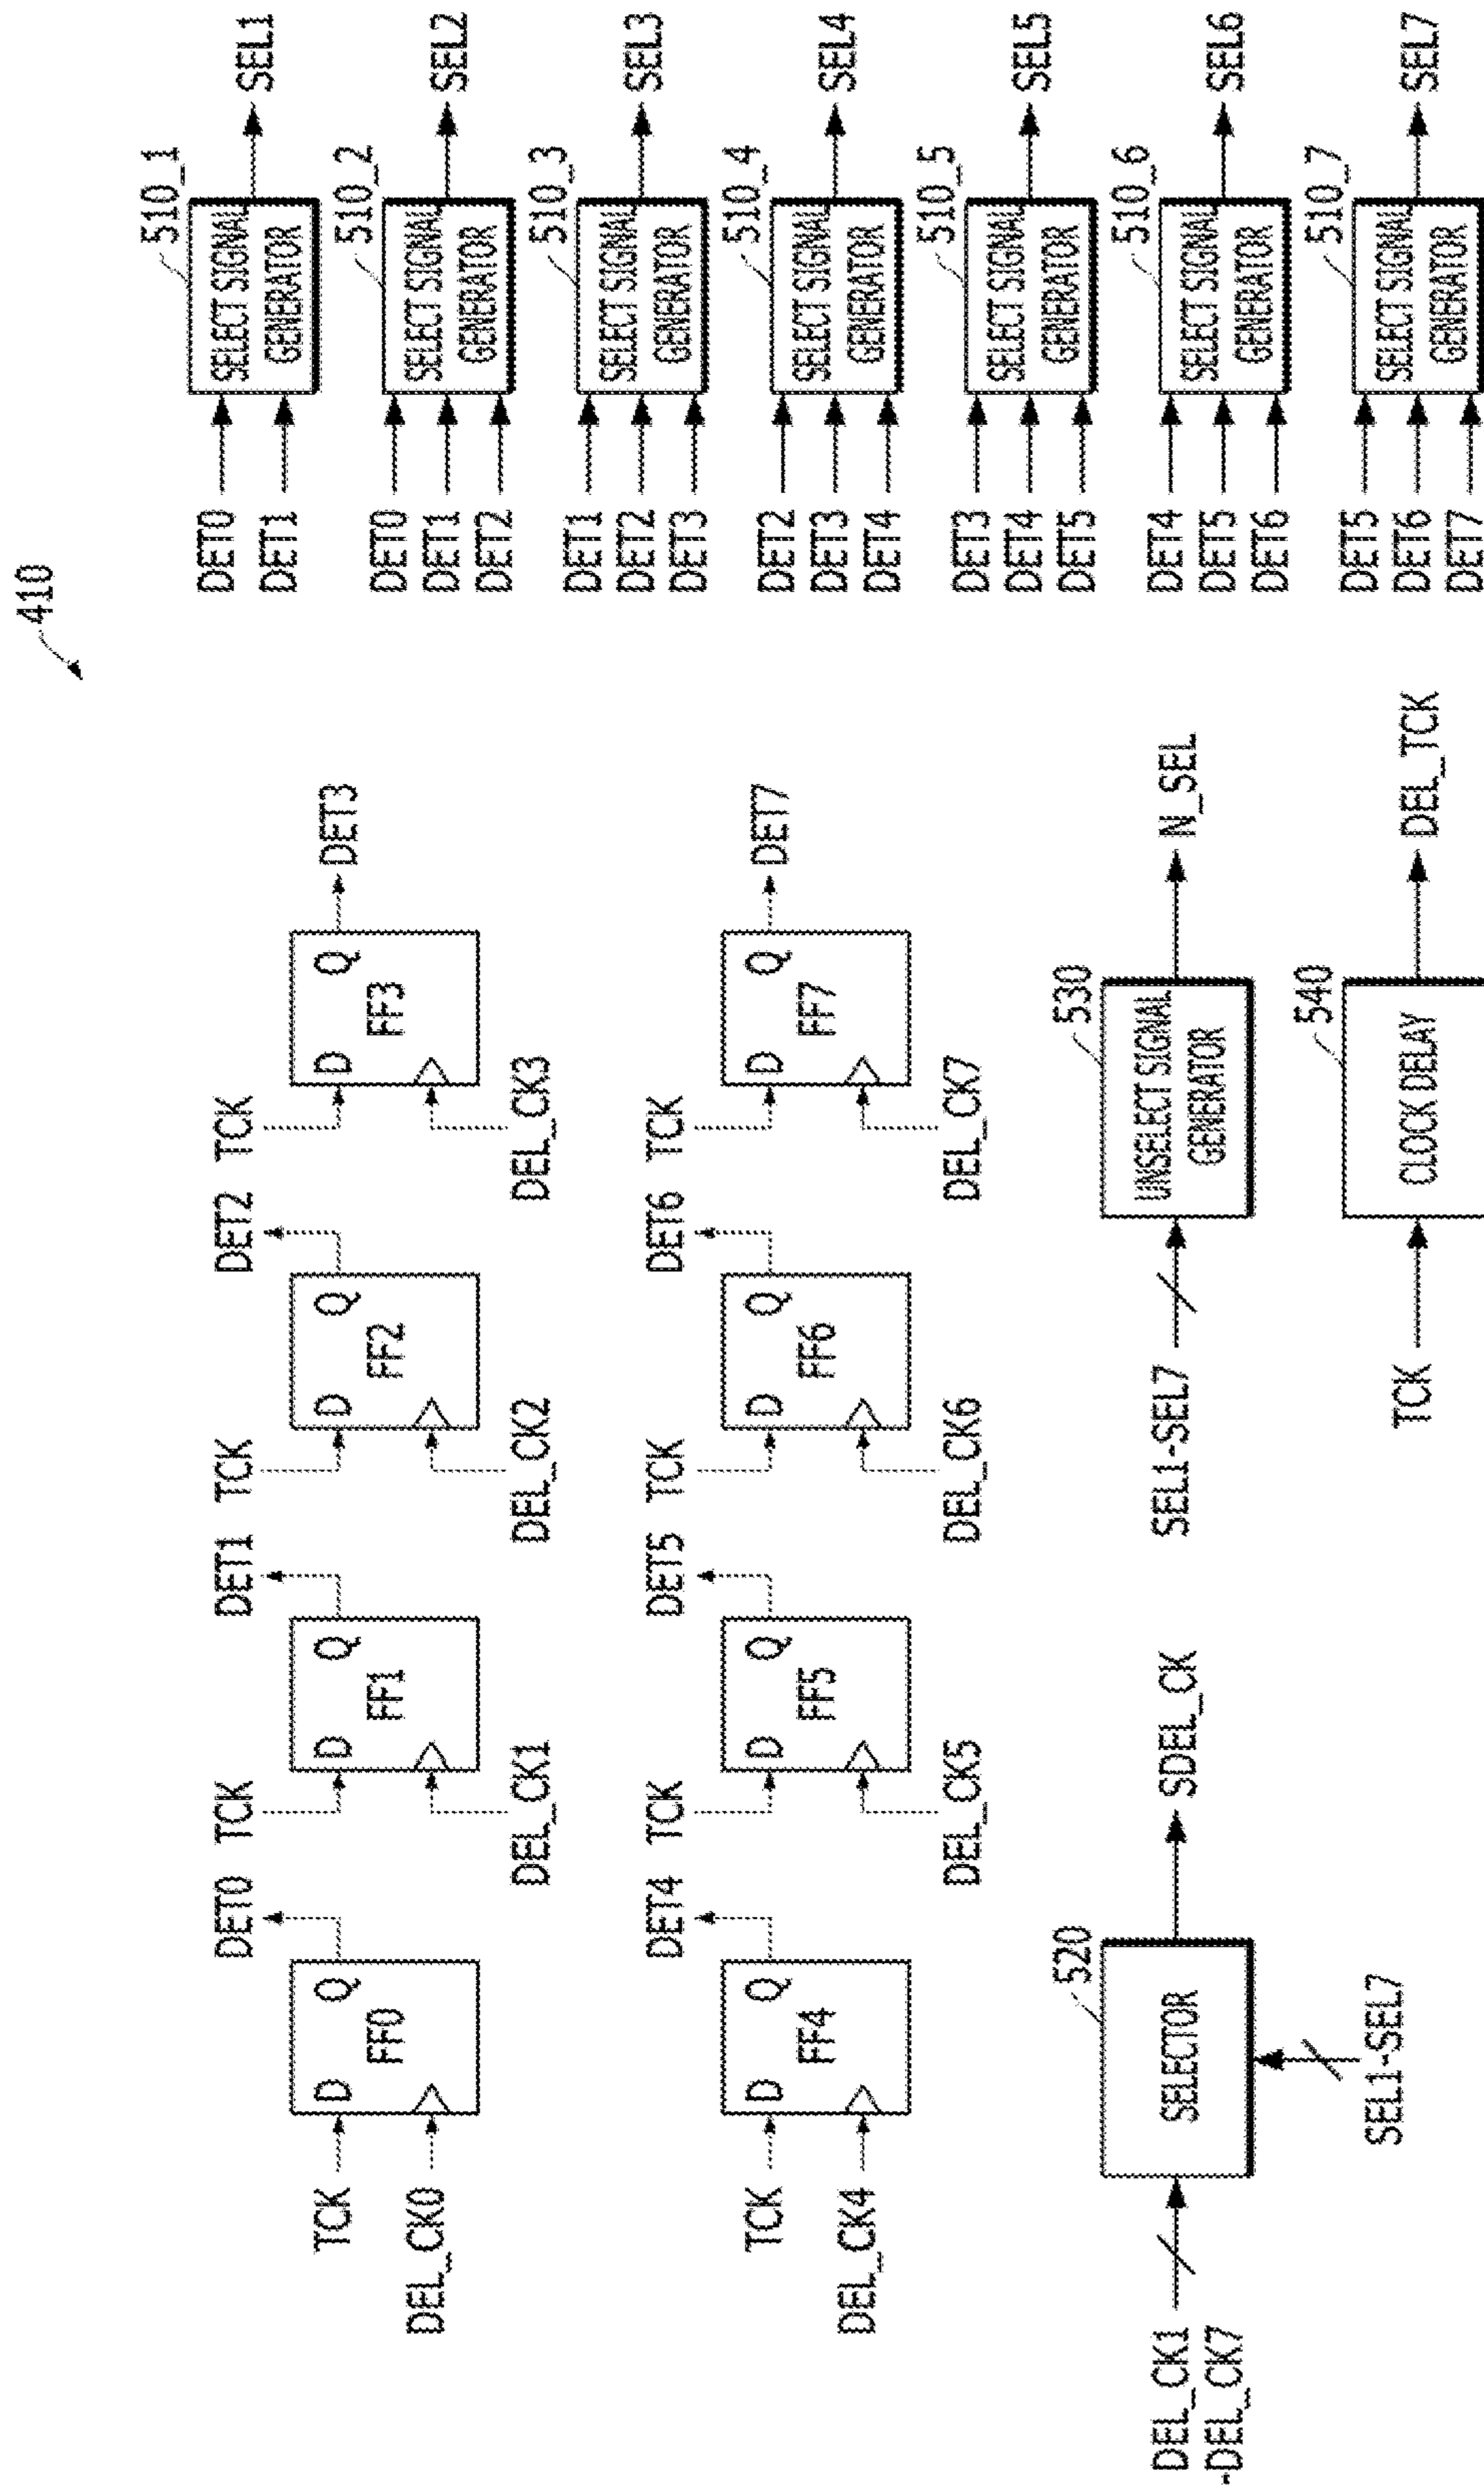 410
DET0 TCK
DET1 TCK
DET2 TCK
DET3
TCK
D Q
FF0
D Q
FF1
D Q
FF2
D Q
FF3
DEL_CK0
DEL_CK1
DEL_CK2
DEL_CK3
DET4 TCK
DET5 TCK
DET6 TCK
DET7
TCK
D Q
FF4
D Q
FF5
D Q
FF6
D Q
FF7
DEL_CK4
DEL_CK5
DEL_CK6
DEL_CK7
DEL_CK1
-DEL_CK7
520
SELECTOR
SDEL_CK
SEL1-SEL7
SEL1-SEL7
530
UNSELECT SIGNAL
GENERATOR
N_SEL
TCK
540
CLOCK DELAY
DEL_TCK
510_1
DET0
DET1
SELECT SIGNAL
GENERATOR
SEL1
510_2
DET0
DET1
DET2
SELECT SIGNAL
GENERATOR
SEL2
510_3
DET1
DET2
DET3
SELECT SIGNAL
GENERATOR
SEL3
510_4
DET2
DET3
DET4
SELECT SIGNAL
GENERATOR
SEL4
510_5
DET3
DET4
DET5
SELECT SIGNAL
GENERATOR
SEL5
510_6
DET4
DET5
DET6
SELECT SIGNAL
GENERATOR
SEL6
510_7
DET5
DET6
DET7
SELECT SIGNAL
GENERATOR
SEL7